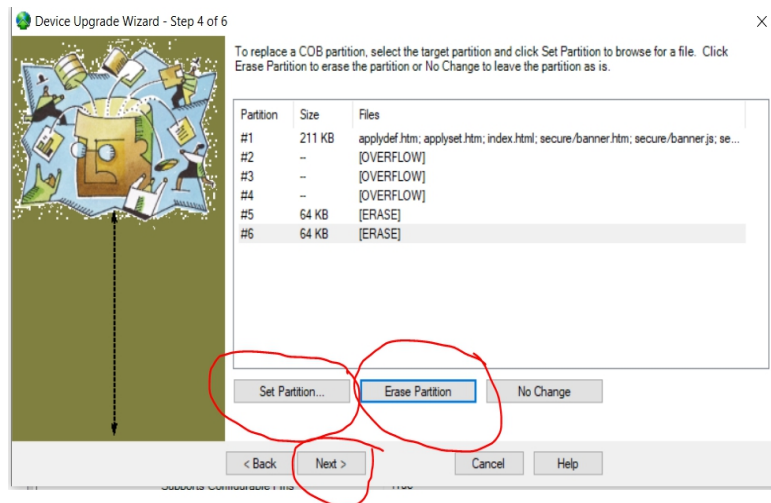 Device Upgrade Wizard - Step 4 of 6
To replace a COB partition, select the target partition and click Set Partition to browse for a file. Click
Erase Partition to erase the partition or No Change to leave the partition as is.
Partition Size Files
#1 211 KB applydef.htm; applyset.htm; index.html; secure/banner.htm; secure/banner.js; se...
#2 -- [OVERFLOW]
#3 -- [OVERFLOW]
#4 -- [OVERFLOW]
#5 64 KB [ERASE]
#6 64 KB [ERASE]
Set Partition... Erase Partition No Change
< Back Next > Cancel Help
Supports Configurable Pins True